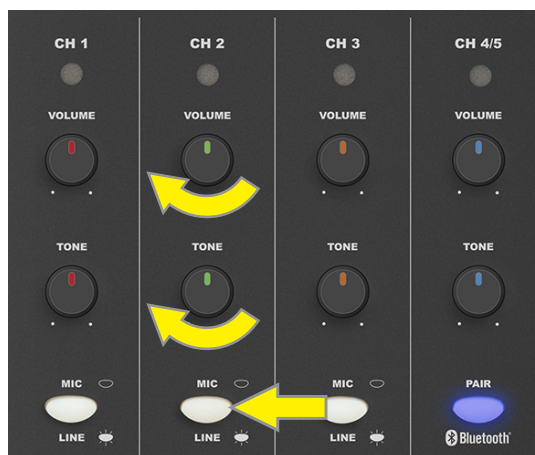 CH 1 CH 2 CH 3 CH 4/5
VOLUME VOLUME VOLUME VOLUME
TONE TONE TONE TONE
MIC MIC MIC PAIR
LINE LINE LINE Bluetooth